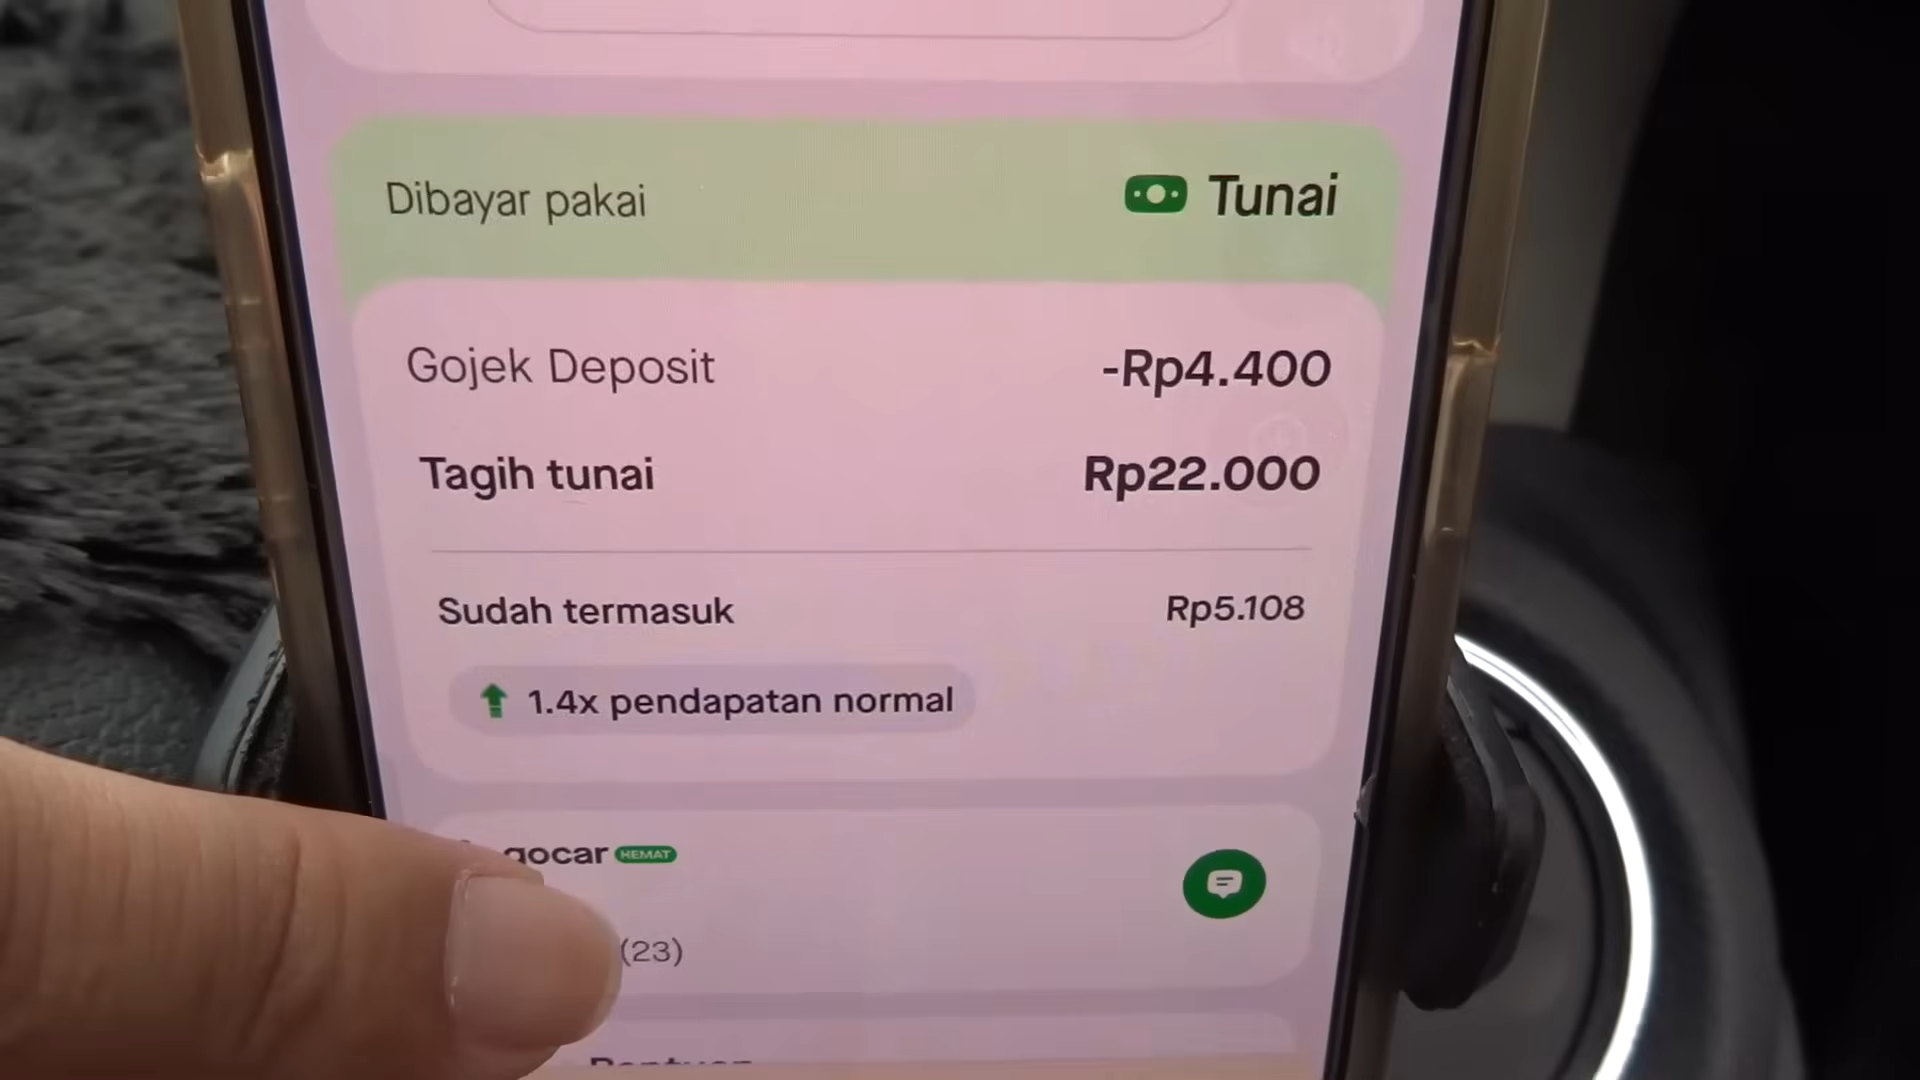 Dibayar pakai Tunai
Gojek Deposit -Rp4.400
Tagih tunai Rp22.000
Sudah termasuk Rp5.108
1.4x pendapatan normal
gocar HEMAT
(23)